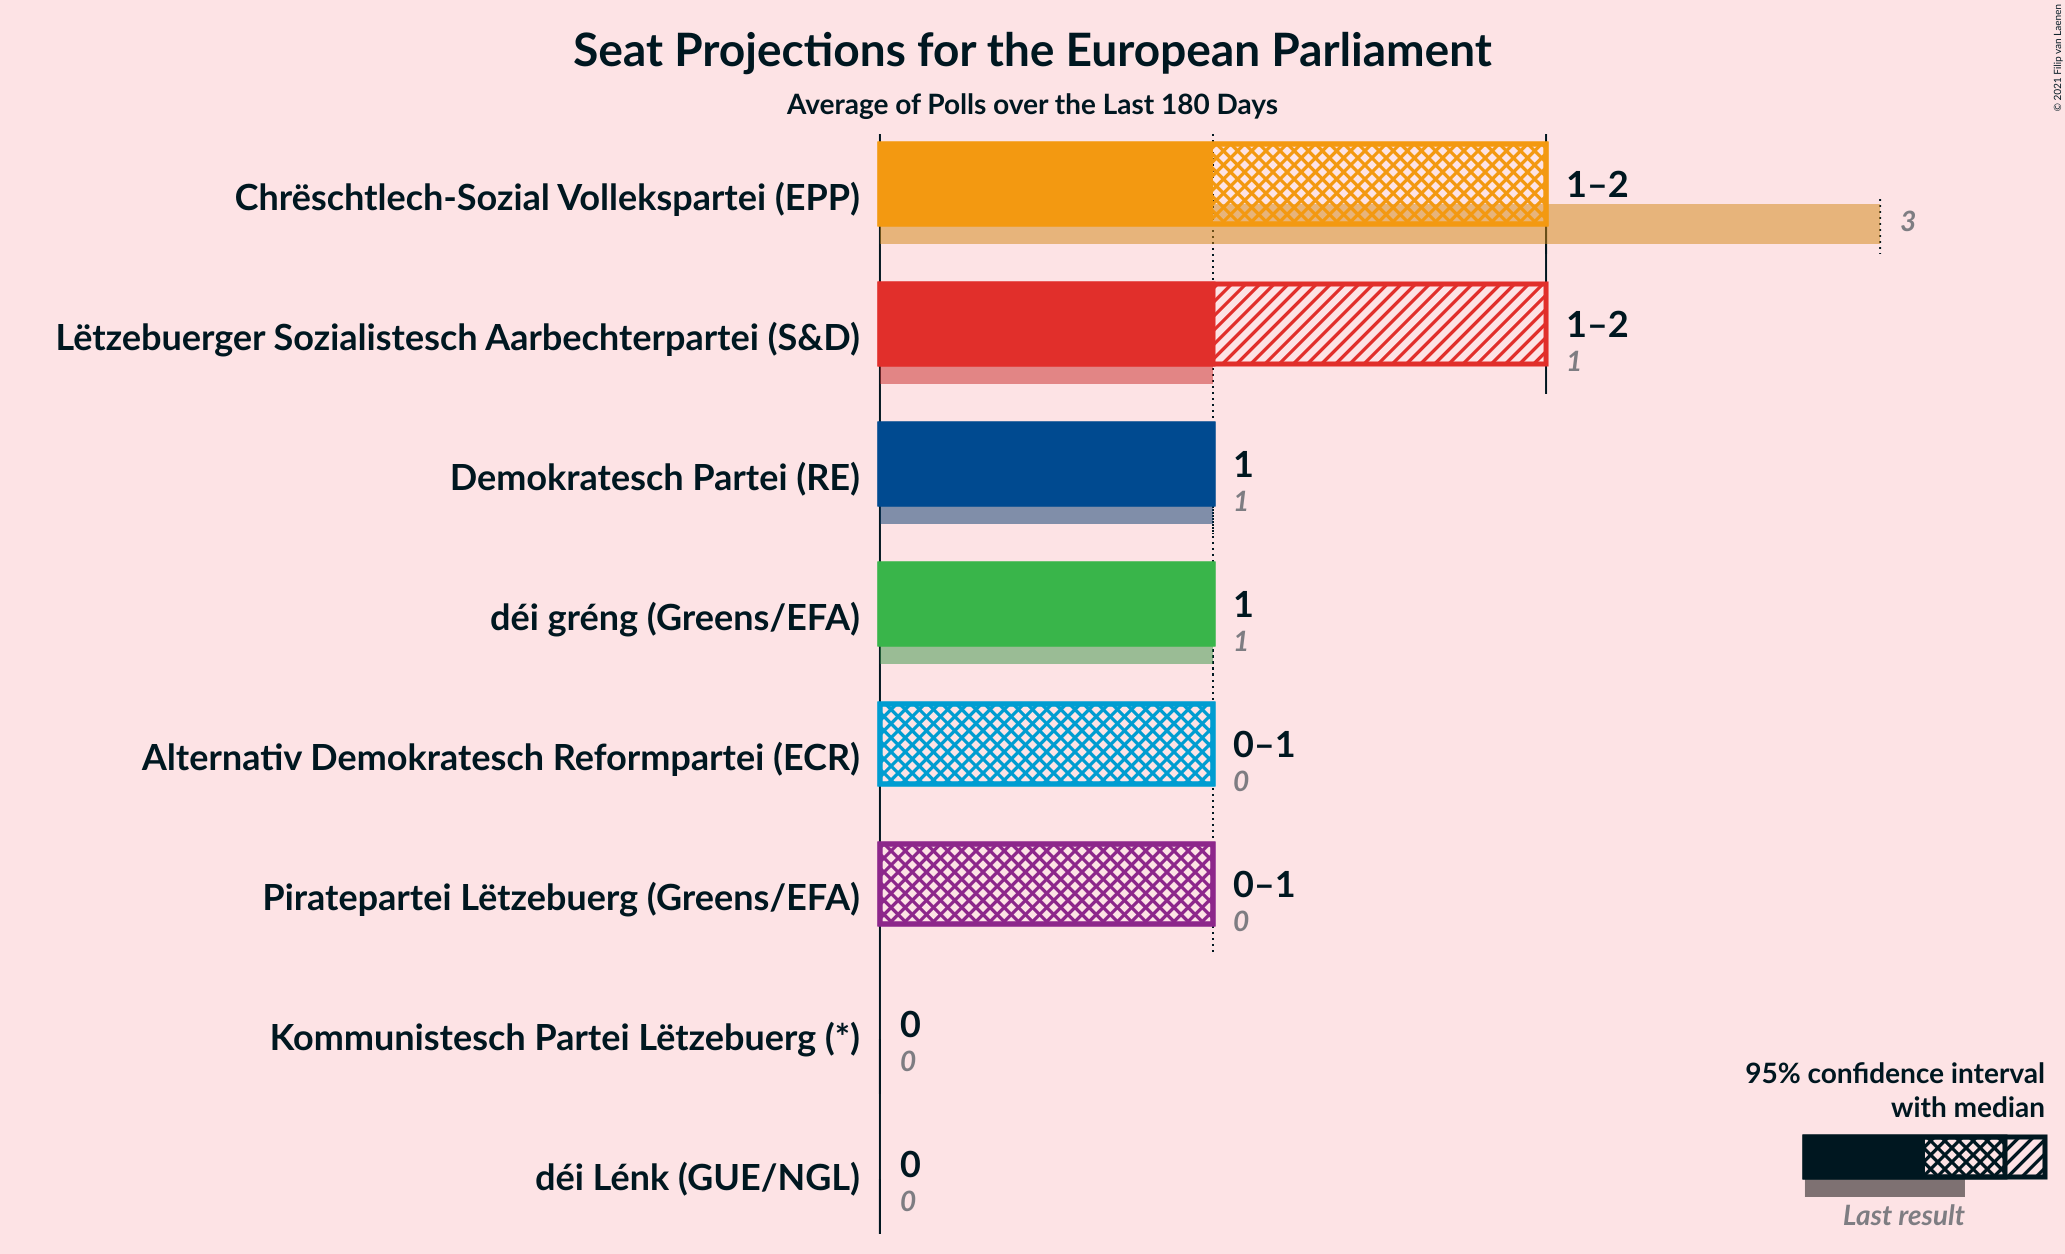 Seat Projections for the European Parliament
Average of Polls over the Last 180 Days
© 2021 Filip van Laenen
Chrëschtlech-Sozial Vollekspartei (EPP)
1–2
3
Lëtzebuerger Sozialistesch Aarbechterpartei (S&D)
1–2
1
Demokratesch Partei (RE)
1
1
déi gréng (Greens/EFA)
1
1
Alternativ Demokratesch Reformpartei (ECR)
0–1
0
Piratepartei Lëtzebuerg (Greens/EFA)
0–1
0
Kommunistesch Partei Lëtzebuerg (*)
0
0
déi Lénk (GUE/NGL)
0
0
95% confidence interval
with median
Last result